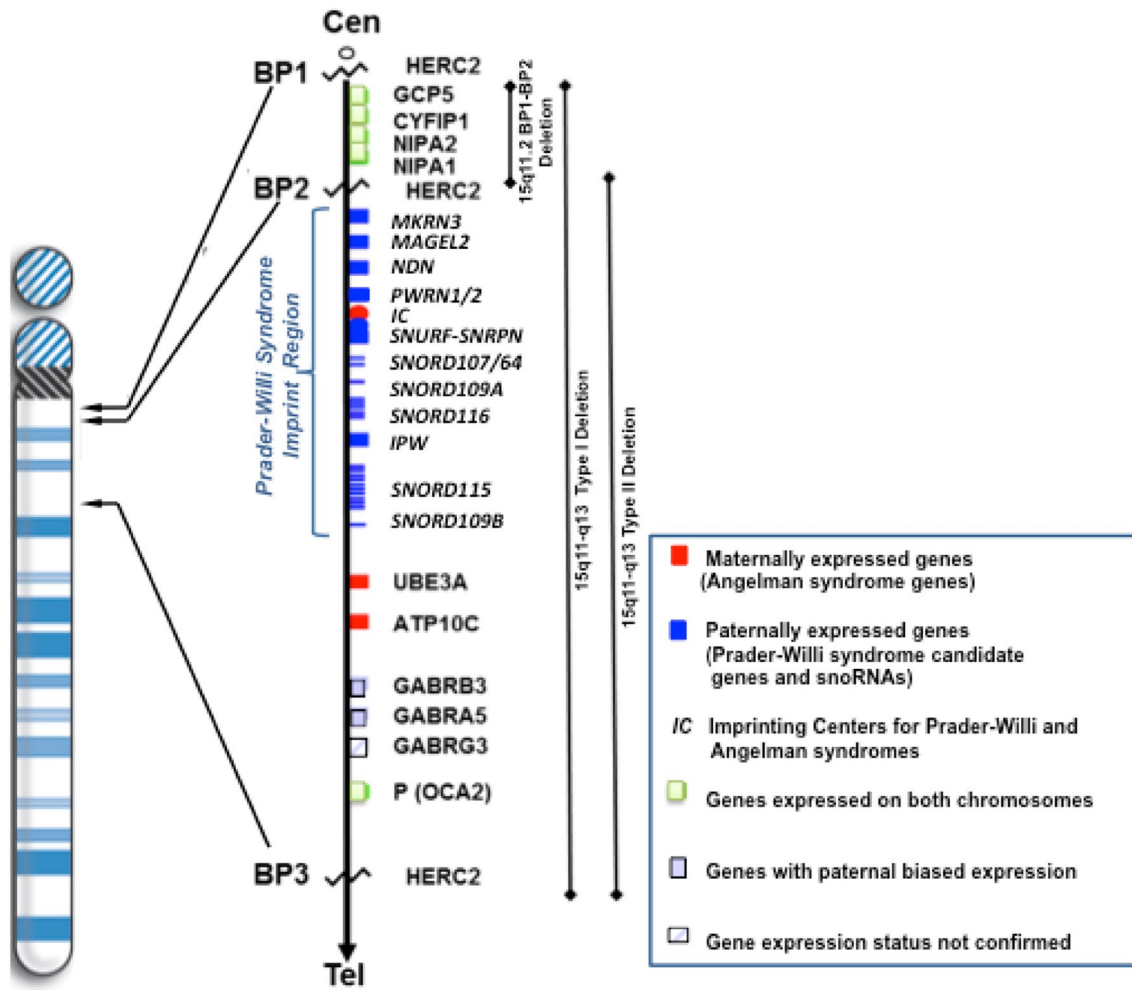 Cen
BP1
HERC2
GCP5
CYFIP1
NIPA2
NIPA1
BP2
HERC2
15q11.2 BP1-BP2
Deletion
Prader-Willi Syndrome
Imprint Region
MKRN3
MAGEL2
NDN
PWRN1/2
IC
SNURF-SNRPN
SNORD107/64
SNORD109A
SNORD116
IPW
SNORD115
SNORD109B
UBE3A
ATP10C
GABRB3
GABRA5
GABRG3
P (OCA2)
BP3
HERC2
Tel
15q11-q13 Type I Deletion
15q11-q13 Type II Deletion
Maternally expressed genes
(Angelman syndrome genes)
Paternally expressed genes
(Prader-Willi syndrome candidate
genes and snoRNAs)
IC Imprinting Centers for Prader-Willi and
Angelman syndromes
Genes expressed on both chromosomes
Genes with paternal biased expression
Gene expression status not confirmed